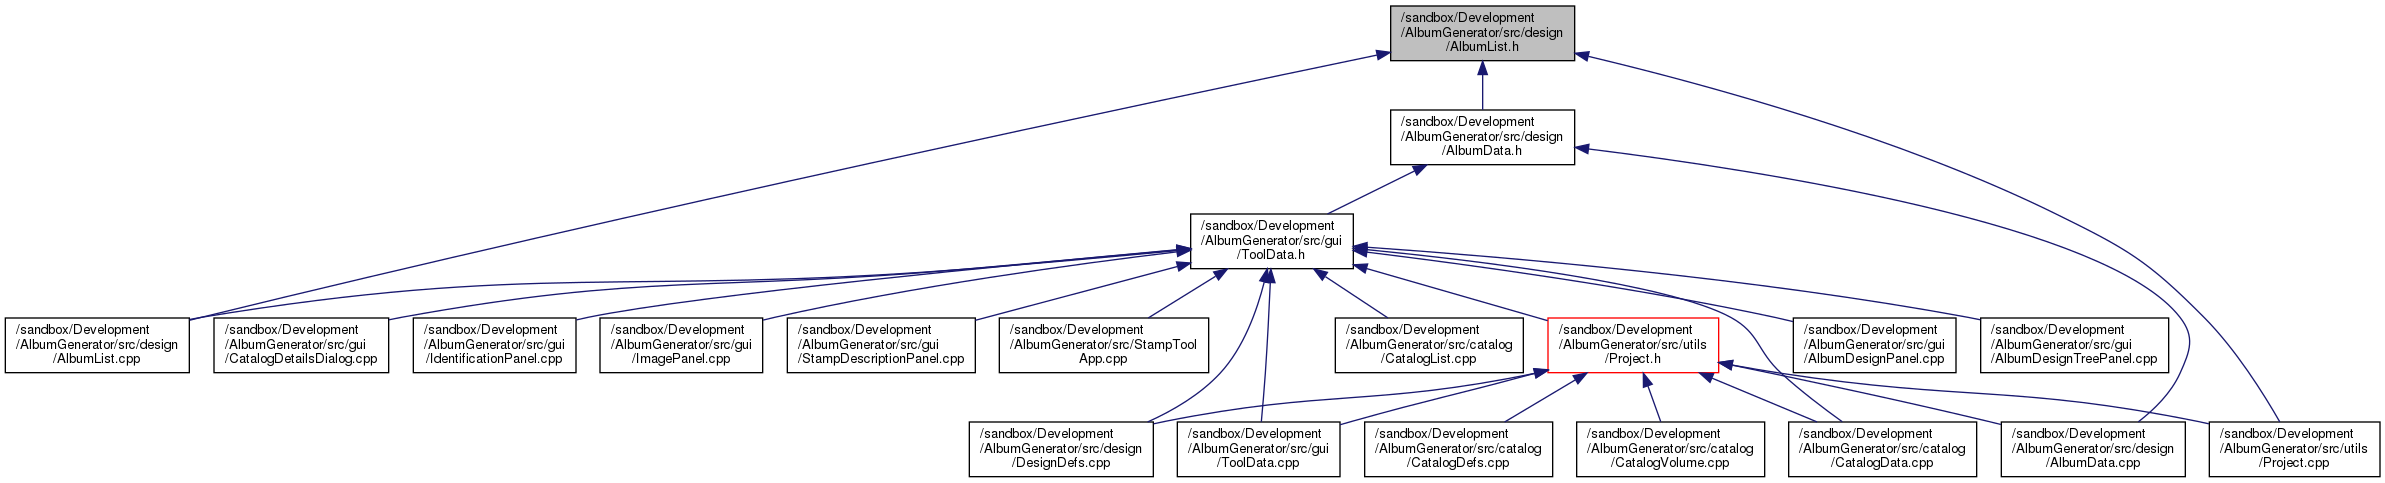 /sandbox/Development
/AlbumGenerator/src/design
/AlbumList.h
/sandbox/Development
/AlbumGenerator/src/design
/AlbumData.h
/sandbox/Development
/AlbumGenerator/src/gui
/ToolData.h
/sandbox/Development
/AlbumGenerator/src/design
/AlbumList.cpp
/sandbox/Development
/AlbumGenerator/src/gui
/CatalogDetailsDialog.cpp
/sandbox/Development
/AlbumGenerator/src/gui
/IdentificationPanel.cpp
/sandbox/Development
/AlbumGenerator/src/gui
/ImagePanel.cpp
/sandbox/Development
/AlbumGenerator/src/gui
/StampDescriptionPanel.cpp
/sandbox/Development
/AlbumGenerator/src/StampTool
App.cpp
/sandbox/Development
/AlbumGenerator/src/catalog
/CatalogList.cpp
/sandbox/Development
/AlbumGenerator/src/utils
/Project.h
/sandbox/Development
/AlbumGenerator/src/gui
/AlbumDesignPanel.cpp
/sandbox/Development
/AlbumGenerator/src/gui
/AlbumDesignTreePanel.cpp
/sandbox/Development
/AlbumGenerator/src/design
/DesignDefs.cpp
/sandbox/Development
/AlbumGenerator/src/gui
/ToolData.cpp
/sandbox/Development
/AlbumGenerator/src/catalog
/CatalogDefs.cpp
/sandbox/Development
/AlbumGenerator/src/catalog
/CatalogVolume.cpp
/sandbox/Development
/AlbumGenerator/src/catalog
/CatalogData.cpp
/sandbox/Development
/AlbumGenerator/src/design
/AlbumData.cpp
/sandbox/Development
/AlbumGenerator/src/utils
/Project.cpp